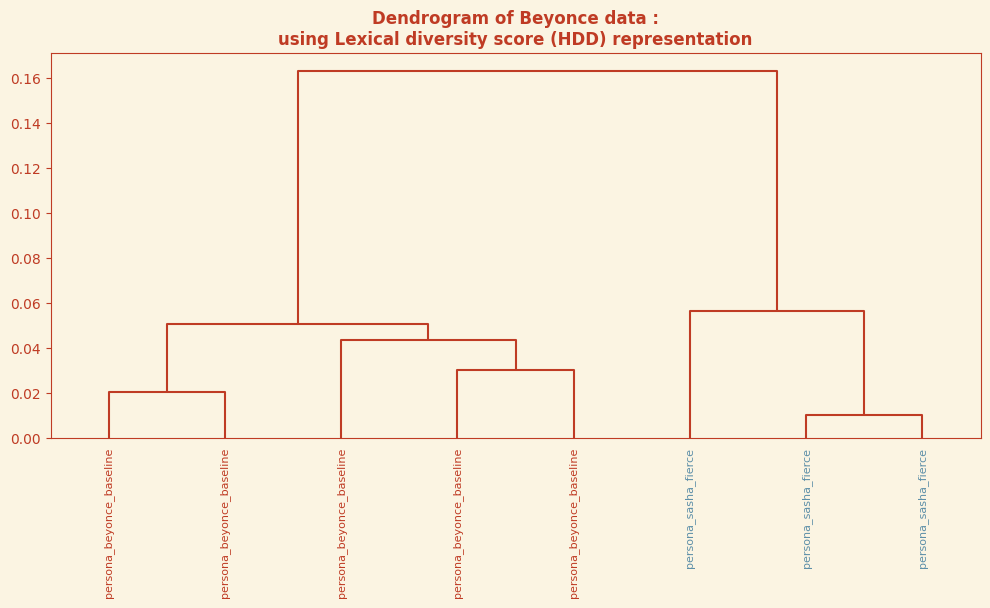 Dendrogram of Beyonce data :
using Lexical diversity score (HDD) representation
0.16
0.14
0.12
0.10
0.08
0.06
0.04
0.02
0.00
persona_beyonce_baseline
persona_beyonce_baseline
persona_beyonce_baseline
persona_beyonce_baseline
persona_beyonce_baseline
persona_sasha_fierce
persona_sasha_fierce
persona_sasha_fierce